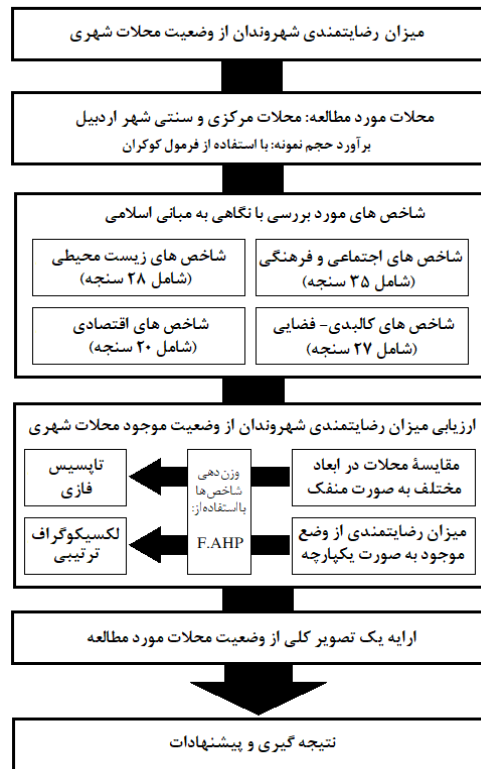 میزان رضایتمندی شهروندان از وضعیت محلات شهری
محلات مورد مطالعه: محلات مرکزی و سنتی شهر اردبیل
برآورد حجم نمونه: با استفاده از فرمول کوکران
شاخص های مورد بررسی با نگاهی به مبانی اسلامی
شاخص های اجتماعی و فرهنگی
(شامل ۳۵ سنجه)
شاخص های زیست محیطی
(شامل ۲۸ سنجه)
شاخص های کالبدی- فضایی
(شامل ۲۷ سنجه)
شاخص های اقتصادی
(شامل ۲۰ سنجه)
ارزیابی میزان رضایتمندی شهروندان از وضعیت موجود محلات شهری
مقایسۀ محلات در ابعاد
مختلف به صورت منفک
میزان رضایتمندی از وضع
موجود به صورت یکپارچه
وزن‌دهی
شاخص‌ها
بااستفاده‌از:
F.AHP
تاپسیس
فازی
لکسیکوگراف
ترتیبی
ارایه یک تصویر کلی از وضعیت محلات مورد مطالعه
نتیجه گیری و پیشنهادات